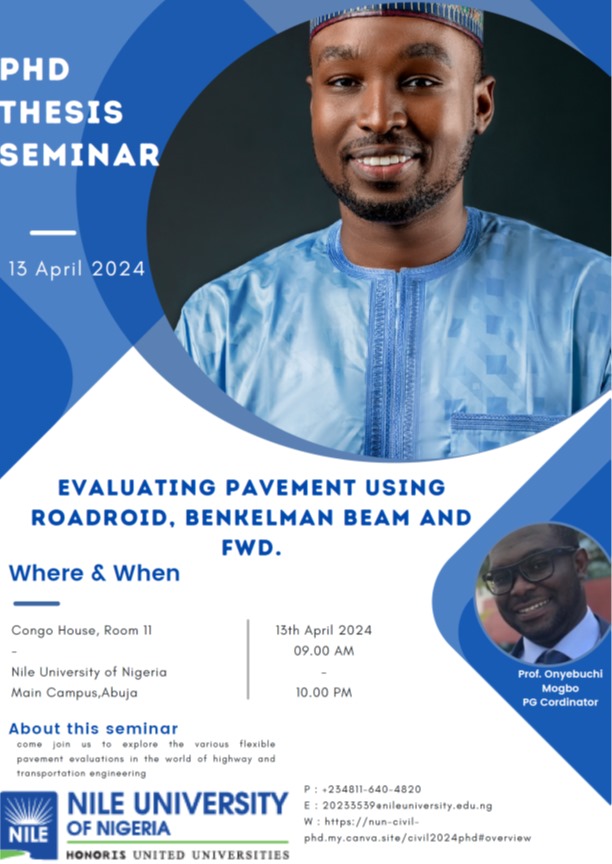 PHD
THESIS
SEMINAR
13 April 2024
EVALUATING PAVEMENT USING
ROADROID, BENKELMAN BEAM AND
FWD.
Where & When
Congo House, Room 11
-
Nile University of Nigeria
Main Campus,Abuja
13th April 2024
09.00 AM
-
10.00 PM
Prof. Onyebuchi
Mogbo
PG Cordinator
About this seminar
come join us to explore the various flexible
pavement evaluations in the world of highway and
transportation engineering
NILE
NILE UNIVERSITY
OF NIGERIA
HONORIS UNITED UNIVERSITIES
P : +234811-640-4820
E : 20233539@nileuniversity.edu.ng
W : https://nun-civil-
phd.my.canva.site/civil2024phd#overview